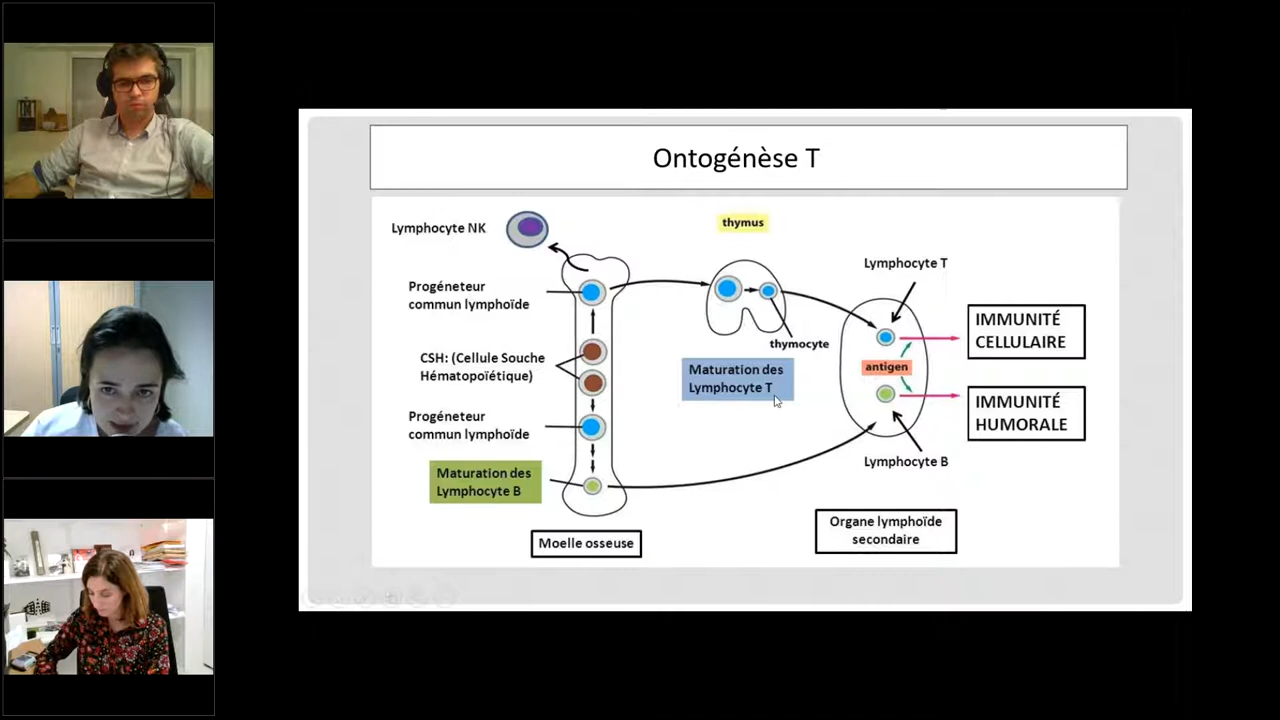 Ontogénèse T
Lymphocyte NK
thymus
Lymphocyte T
Progéneteur
commun lymphoïde
IMMUNITÉ
CELLULAIRE
thymocyte
CSH: (Cellule Souche
Hématopoïétique)
Maturation des
Lymphocyte T
antigen
Progéneteur
commun lymphoïde
IMMUNITÉ
HUMORALE
Maturation des
Lymphocyte B
Lymphocyte B
Moelle osseuse
Organe lymphoïde
secondaire